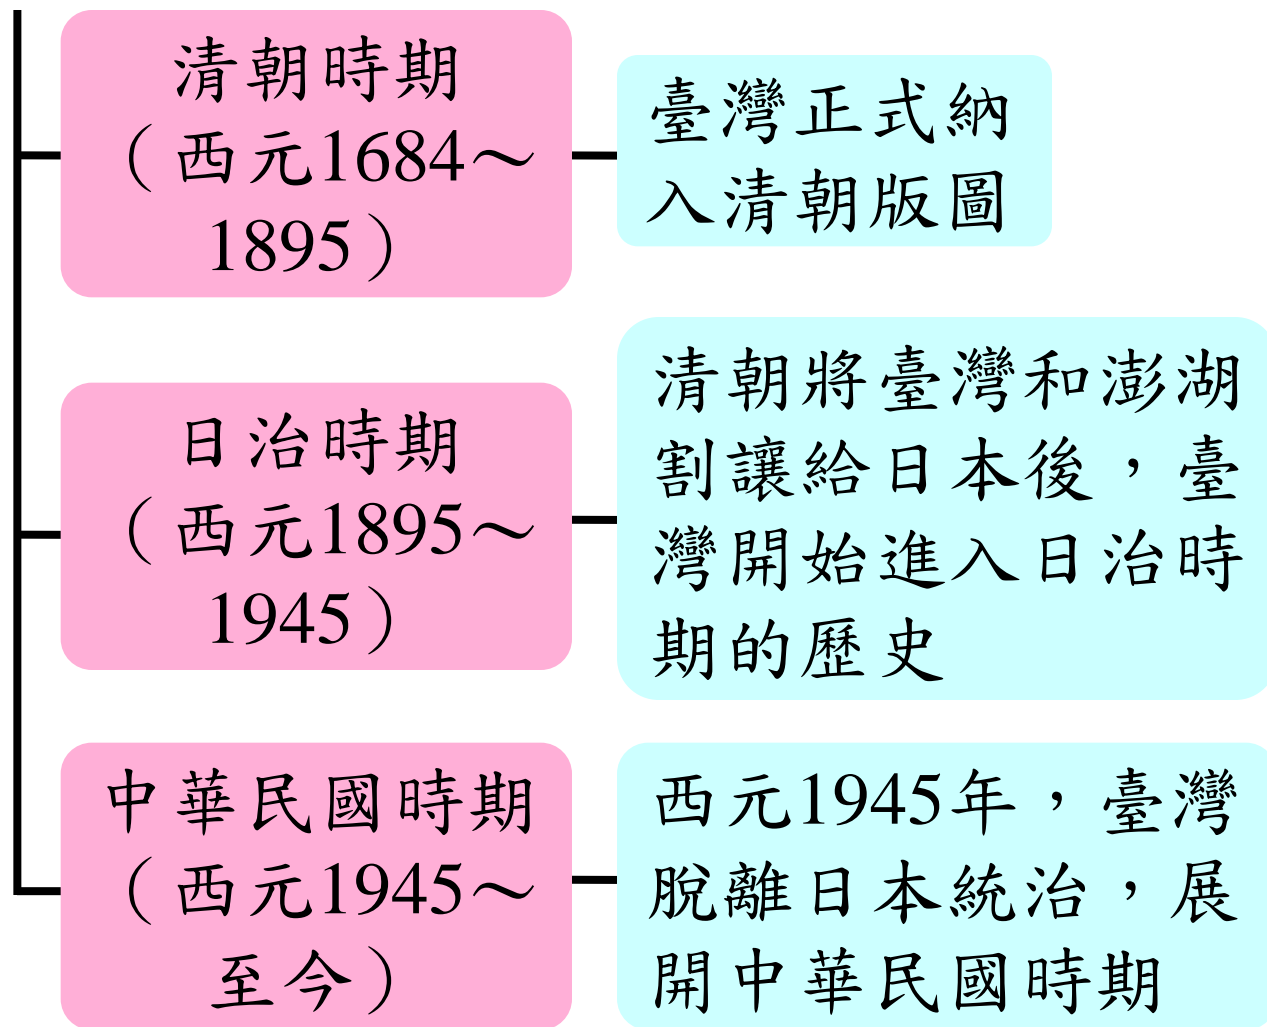 清朝時期
（西元1684～
1895）
臺灣正式納
入清朝版圖
日治時期
（西元1895～
1945）
清朝將臺灣和澎湖
割讓給日本後，臺
灣開始進入日治時
期的歷史
中華民國時期
（西元1945～
至今）
西元1945年，臺灣
脫離日本統治，展
開中華民國時期